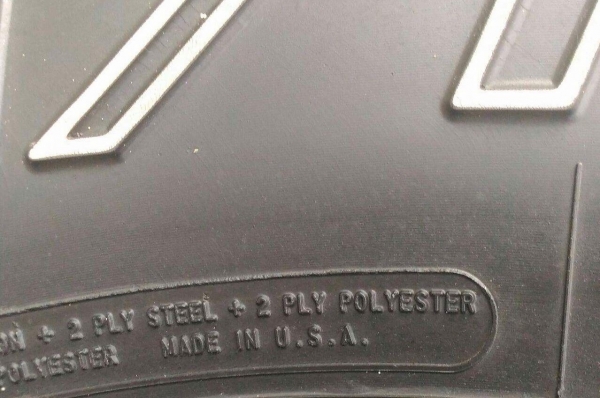 + 2 PLY STEEL + 2 PLY POLYESTER
POLYESTER MADE IN U.S.A.